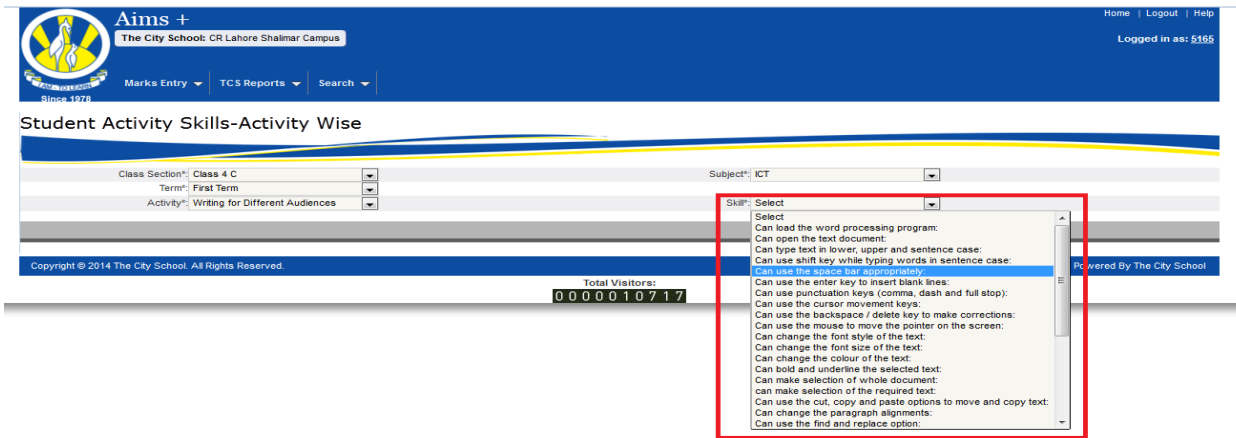 Aims +
Home | Logout | Help
The City School: CR Lahore Shalimar Campus
Logged in as: 5165
I AM - TO LEARN
Since 1978
Marks Entry TCS Reports Search
Student Activity Skills-Activity Wise
Class Section*: Class 4 C Subject*: ICT
Term*: First Term
Activity*: Writing for Different Audiences Skill*: Select
Select
Can load the word processing program:
Can open the text document:
Can type text in lower, upper and sentence case:
Can use shift key while typing words in sentence case:
Can use the space bar appropriately:
Can use the enter key to insert blank lines:
Can use punctuation keys (comma, dash and full stop):
Can use the cursor movement keys:
Can use the backspace / delete key to make corrections:
Can use the mouse to move the pointer on the screen:
Can change the font style of the text:
Can change the font size of the text:
Can change the colour of the text:
Can bold and underline the selected text:
Can make selection of whole document:
can make selection of the required text:
Can use the cut, copy and paste options to move and copy text:
Can change the paragraph alignments:
Can use the find and replace option:
Copyright © 2014 The City School. All Rights Reserved. Powered By The City School
Total Visitors:
0000010717